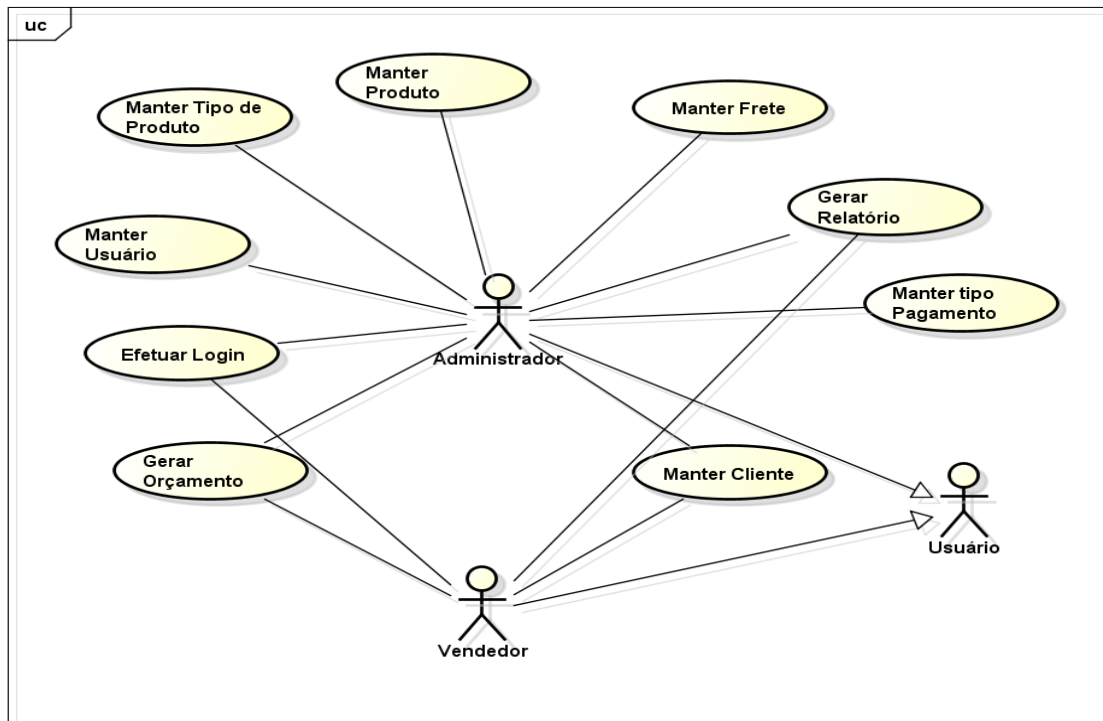 uc
Manter
Produto
Manter Tipo de
Produto
Manter Frete
Gerar
Relatório
Manter
Usuário
Manter tipo
Pagamento
Efetuar Login
Administrador
Gerar
Orçamento
Manter Cliente
Usuário
Vendedor